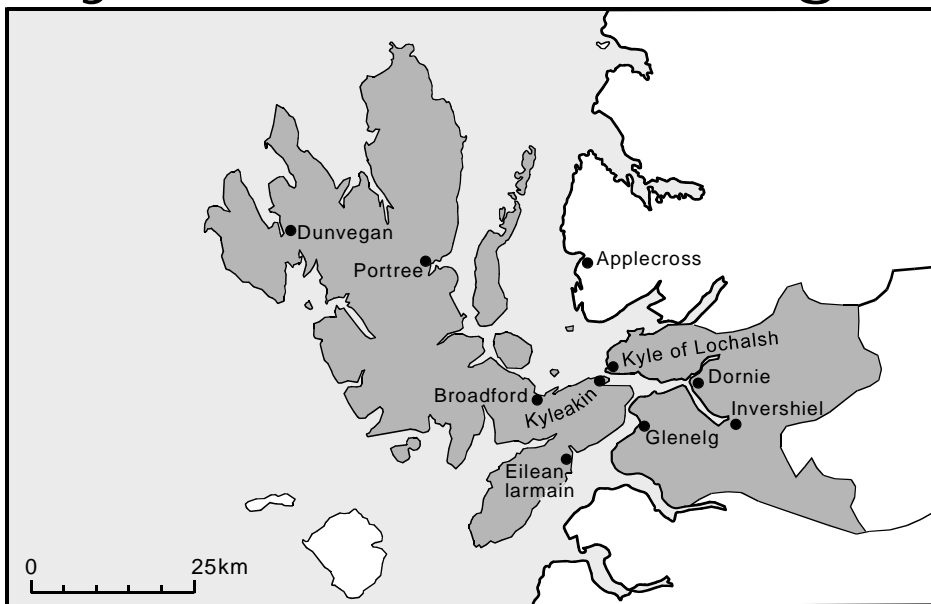 Dunvegan
Portree
Applecross
Kyle of Lochalsh
Dornie
Broadford
Kyleakin
Invershiel
Glenelg
Eilean
Iarmain
0
25km